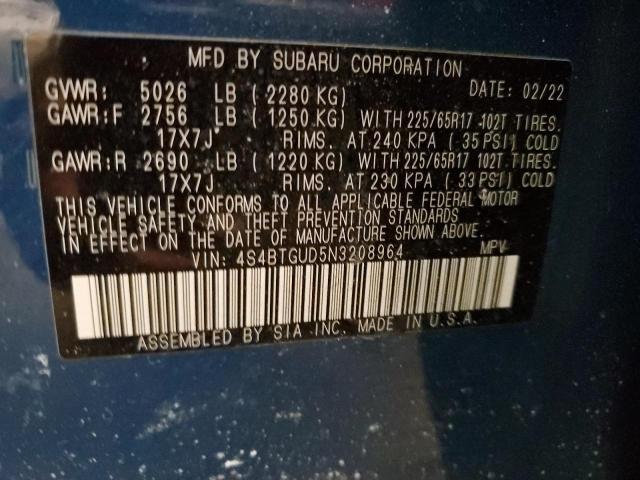 MFD BY SUBARU CORPORATION
GVWR: 5026 LB (2280 KG) DATE: 02/22
GAWR:F 2756 LB (1250 KG) WITH 225/65R17 102T TIRES.
17X7J RIMS. AT 240 KPA (35 PSI) COLD
GAWR:R 2690 LB (1220 KG) WITH 225/65R17 102T TIRES.
17X7J RIMS. AT 230 KPA (33 PSI) COLD
THIS VEHICLE CONFORMS TO ALL APPLICABLE FEDERAL MOTOR
VEHICLE SAFETY AND THEFT PREVENTION STANDARDS
IN EFFECT ON THE DATE OF MANUFACTURE SHOWN ABOVE.
VIN: 4S4BTGUD5N3208964 MPV
ASSEMBLED BY SIA INC. MADE IN U.S.A.